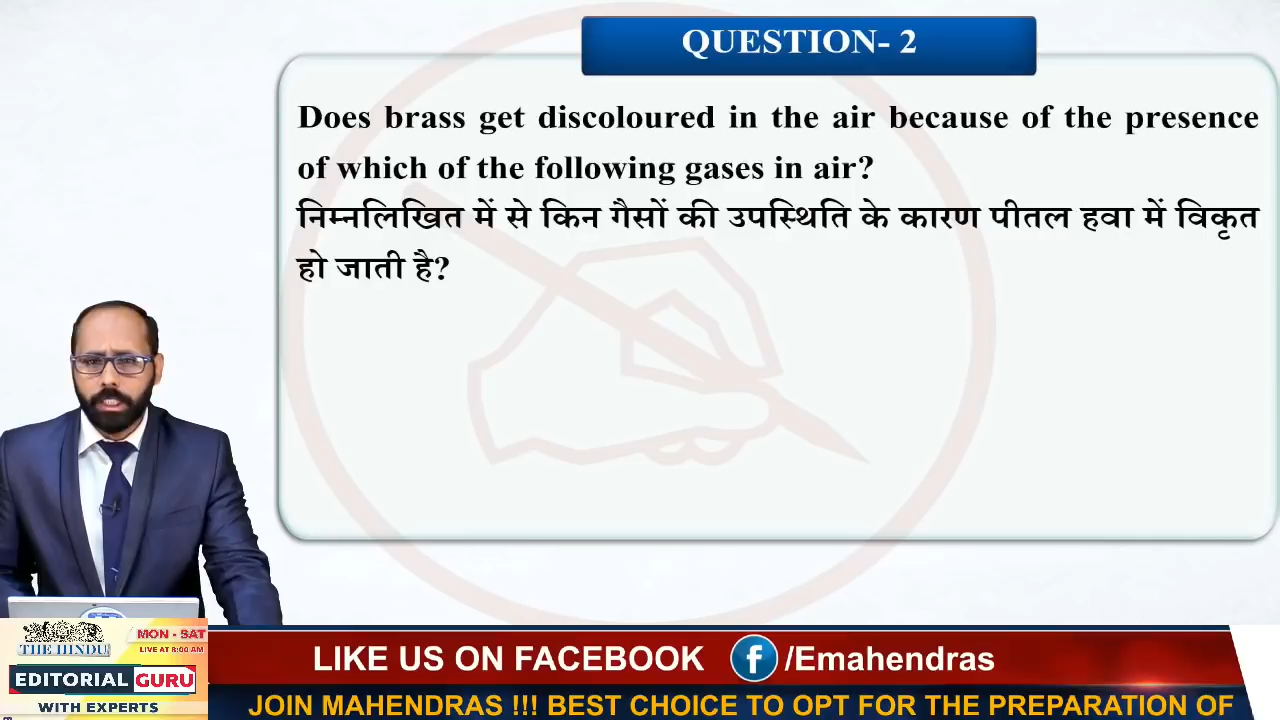 QUESTION- 2
Does brass get discoloured in the air because of the presence
of which of the following gases in air?
निम्नलिखित में से किन गैसों की उपस्थिति के कारण पीतल हवा में विकृत
हो जाती है?
THE HINDU
MON - SAT
LIVE AT 8:00 AM
EDITORIAL GURU
WITH EXPERTS
LIKE US ON FACEBOOK f /Emahendras
JOIN MAHENDRAS !!! BEST CHOICE TO OPT FOR THE PREPARATION OF